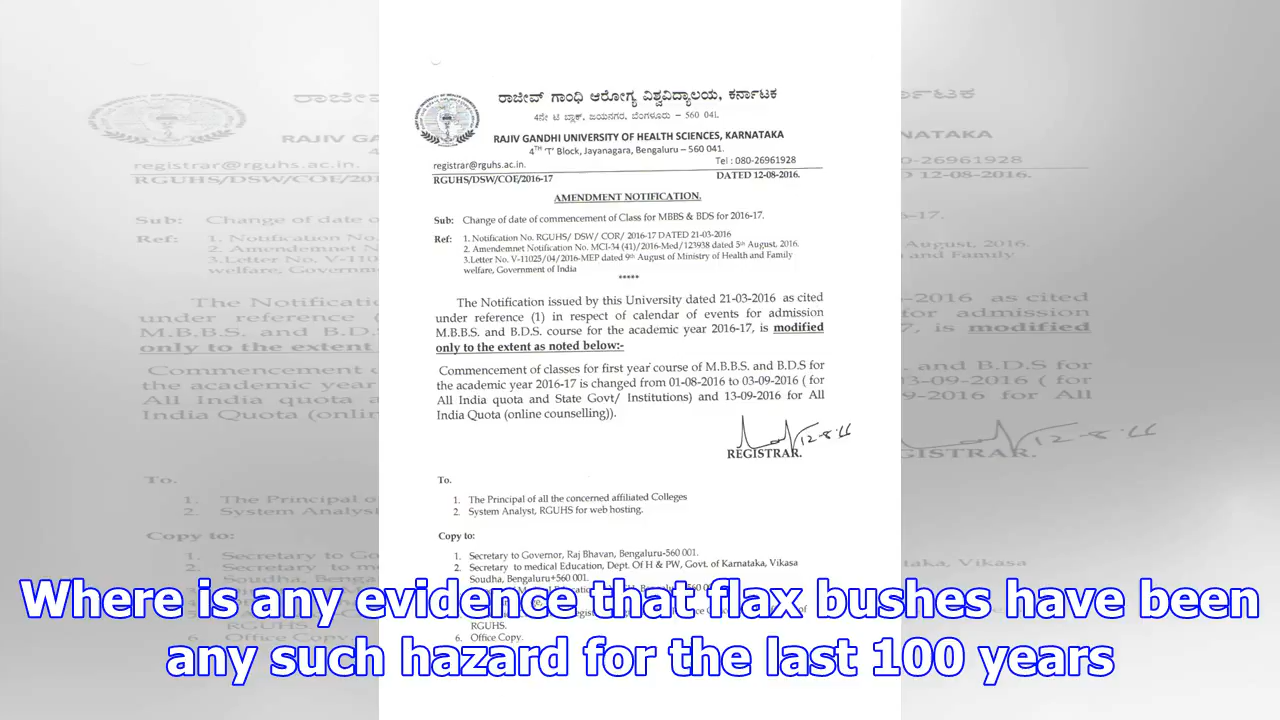 ರಾಜೀವ್ ಗಾಂಧಿ ಆರೋಗ್ಯ ವಿಶ್ವವಿದ್ಯಾಲಯ, ಕರ್ನಾಟಕ
4ನೇ ಟಿ ಬ್ಲಾಕ್, ಜಯನಗರ, ಬೆಂಗಳೂರು – 560 041.
RAJIV GANDHI UNIVERSITY OF HEALTH SCIENCES, KARNATAKA
4TH 'T' Block, Jayanagara, Bengaluru – 560 041.
registrar@rguhs.ac.in. Tel : 080-26961928
RGUHS/DSW/COE/2016-17 DATED 12-08-2016.
AMENDMENT NOTIFICATION.
Sub: Change of date of commencement of Class for MBBS & BDS for 2016-17.
Ref: 1. Notification No. RGUHS/ DSW/ COR/ 2016-17 DATED 21-03-2016
2. Amendemnet Notification No. MCI-34 (41)/2016-Med/123938 dated 5th August, 2016.
3.Letter No. V-11025/04/2016-MEP dated 9th August of Ministry of Health and Family
welfare, Government of India
*****
The Notification issued by this University dated 21-03-2016 as cited
under reference (1) in respect of calendar of events for admission
M.B.B.S. and B.D.S. course for the academic year 2016-17, is modified
only to the extent as noted below:-
Commencement of classes for first year course of M.B.B.S. and B.D.S for
the academic year 2016-17 is changed from 01-08-2016 to 03-09-2016 ( for
All India quota and State Govt/ Institutions) and 13-09-2016 for All
India Quota (online counselling)).
12-8-16
REGISTRAR.
To.
1. The Principal of all the concerned affiliated Colleges
2. System Analyst, RGUHS for web hosting.
Copy to:
1. Secretary to Governor, Raj Bhavan, Bengaluru-560 001.
2. Secretary to medical Education, Dept. Of H & PW, Govt. of Karnataka, Vikasa
Soudha, Bengaluru+560 001.
RGUHS.
6. Office Copy.
Where is any evidence that flax bushes have been
any such hazard for the last 100 years